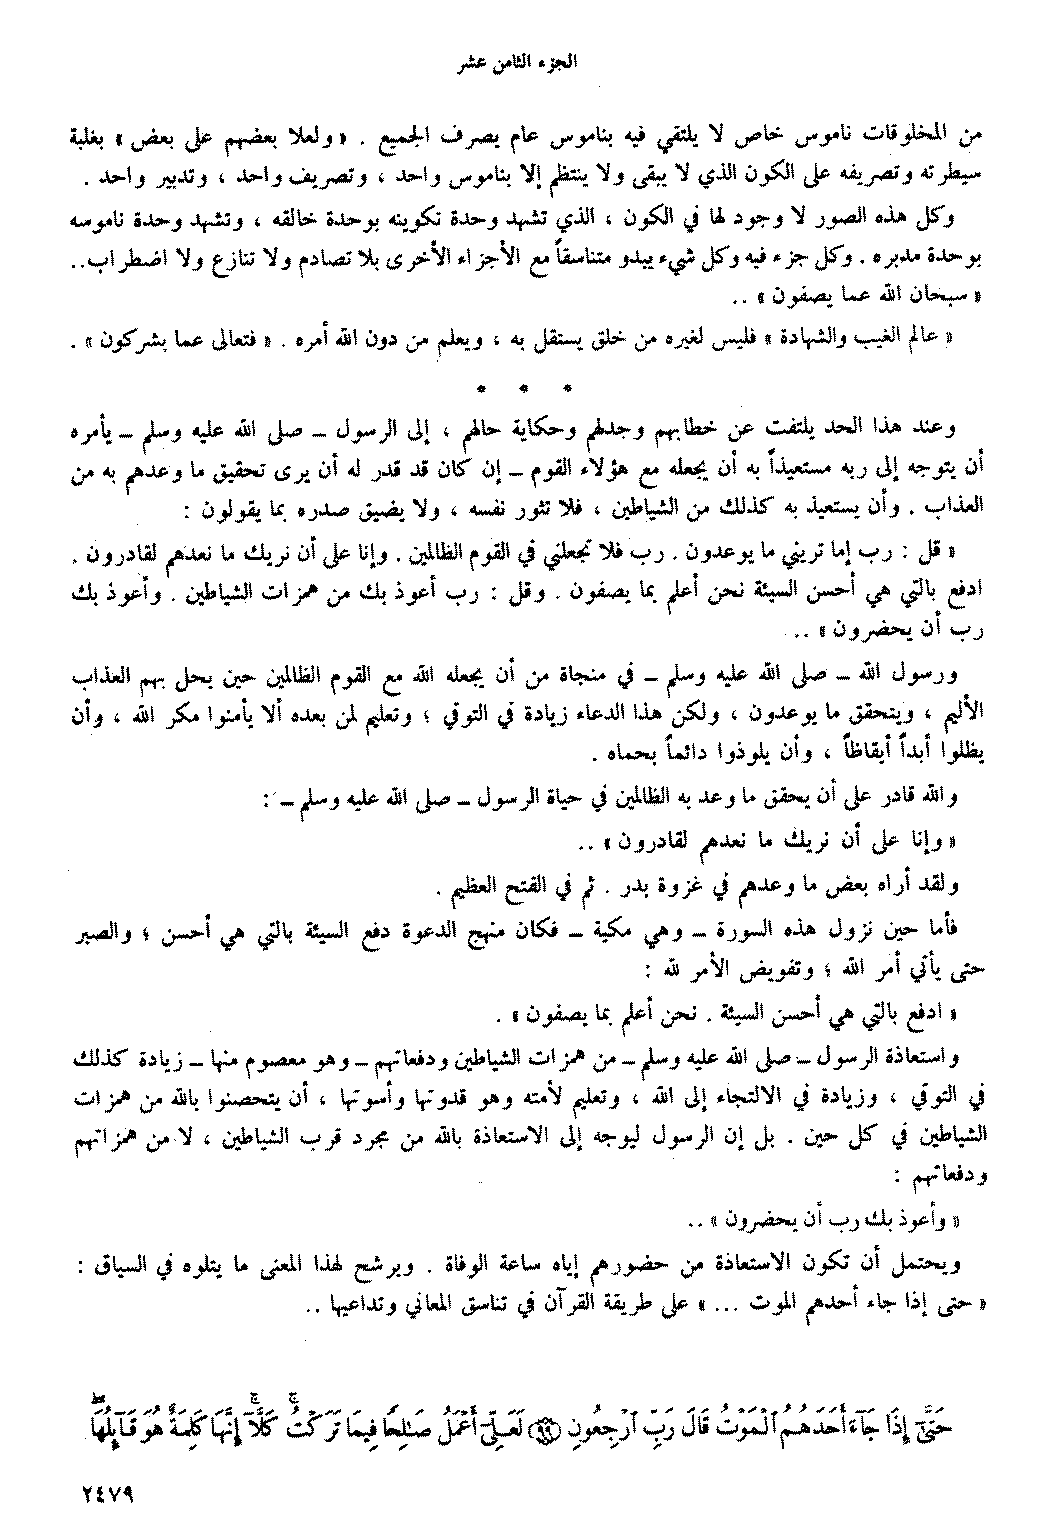 الجزء الثامن عشر
من المخلوقات ناموس خاص لا يلتقي فيه بناموس عام يصرف الجميع . « ولعلا بعضهم على بعض » بغلبة
سيطرته وتصريفه على الكون الذي لا يبقى ولا ينتظم إلا بناموس واحد ، وتصريف واحد ، وتدبير واحد .
وكل هذه الصور لا وجود لها في الكون ، الذي تشهد وحدة تكوينه بوحدة خالقه ، وتشهد وحدة ناموسه
بوحدة مدبره . وكل جزء فيه وكل شيء يبدو متناسقاً مع الأجزاء الأخرى بلا تصادم ولا تنازع ولا اضطراب..
« سبحان الله عما يصفون » ..
« عالم الغيب والشهادة » فليس لغيره من خلق يستقل به ، ويعلم من دون الله أمره . « فتعالى عما يشركون » .
* * *
وعند هذا الحد يلتفت عن خطابهم وجدلهم وحكاية حالهم ، إلى الرسول – صلى الله عليه وسلم – يأمره
أن يتوجه إلى ربه مستعيذاً به أن يجعله مع هؤلاء القوم – إن كان قد قدر له أن يرى تحقيق ما وعدهم به من
العذاب . وأن يستعيذ به كذلك من الشياطين ، فلا تثور نفسه ، ولا يضيق صدره بما يقولون :
« قل : رب إما تريني ما يوعدون . رب فلا تجعلني في القوم الظالمين . وإنا على أن نريك ما نعدهم لقادرون .
ادفع بالتي هي أحسن السيئة نحن أعلم بما يصفون . وقل : رب أعوذ بك من همزات الشياطين . وأعوذ بك
رب أن يحضرون » ..
ورسول الله – صلى الله عليه وسلم – في منجاة من أن يجعله الله مع القوم الظالمين حين يحل بهم العذاب
الأليم ، ويتحقق ما يوعدون ، ولكن هذا الدعاء زيادة في التوقي ؛ وتعليم لمن بعده ألا يأمنوا مكر الله ، وأن
يظلوا أبداً أيقاظاً ، وأن يلوذوا دائماً بحماه .
والله قادر على أن يحقق ما وعد به الظالمين في حياة الرسول – صلى الله عليه وسلم – :
« وإنا على أن نريك ما نعدهم لقادرون » ..
ولقد أراه بعض ما وعدهم في غزوة بدر . ثم في الفتح العظيم .
فأما حين نزول هذه السورة – وهي مكية – فكان منهج الدعوة دفع السيئة بالتي هي أحسن ؛ والصبر
حتى يأتي أمر الله ؛ وتفويض الأمر لله :
« ادفع بالتي هي أحسن السيئة . نحن أعلم بما يصفون » .
واستعاذة الرسول – صلى الله عليه وسلم – من همزات الشياطين ودفعاتهم – وهو معصوم منها – زيادة كذلك
في التوقي ، وزيادة في الالتجاء إلى الله ، وتعليم لأمته وهو قدوتها وأسوتها ، أن يتحصنوا بالله من همزات
الشياطين في كل حين . بل إن الرسول ليوجه إلى الاستعاذة بالله من مجرد قرب الشياطين ، لا من همزاتهم
ودفعاتهم :
« وأعوذ بك رب أن يحضرون » ..
ويحتمل أن تكون الاستعاذة من حضورهم إياه ساعة الوفاة . ويرشح لهذا المعنى ما يتلوه في السياق :
« حتى إذا جاء أحدهم الموت ... » على طريقة القرآن في تناسق المعاني وتداعيها ..
حَتَّىٰٓ إِذَا جَآءَ أَحَدَهُمُ ٱلْمَوْتُ قَالَ رَبِّ ٱرْجِعُونِ ﴿٩٩﴾ لَعَلِّيٓ أَعْمَلُ صَٰلِحًا فِيمَا تَرَكْتُ ۚ كَلَّآ ۚ إِنَّهَا كَلِمَةٌ هُوَ قَآئِلُهَا ۖ
٢٤٧٩